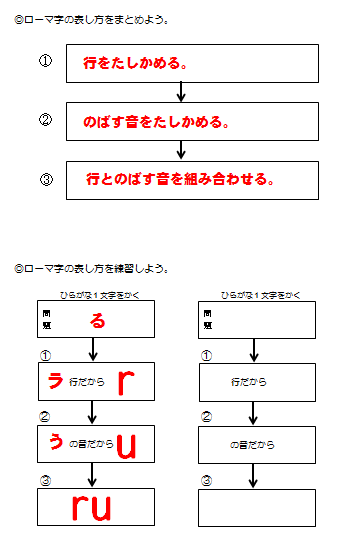 ◎ローマ字の表し方をまとめよう。
① 行をたしかめる。
② のばす音をたしかめる。
③ 行とのばす音を組み合わせる。
◎ローマ字の表し方を練習しよう。
ひらがな1文字をかく
問題 る
①
ラ行だから r
②
うの音だから u
③
ru
ひらがな1文字をかく
問題
①
行だから
②
の音だから
③